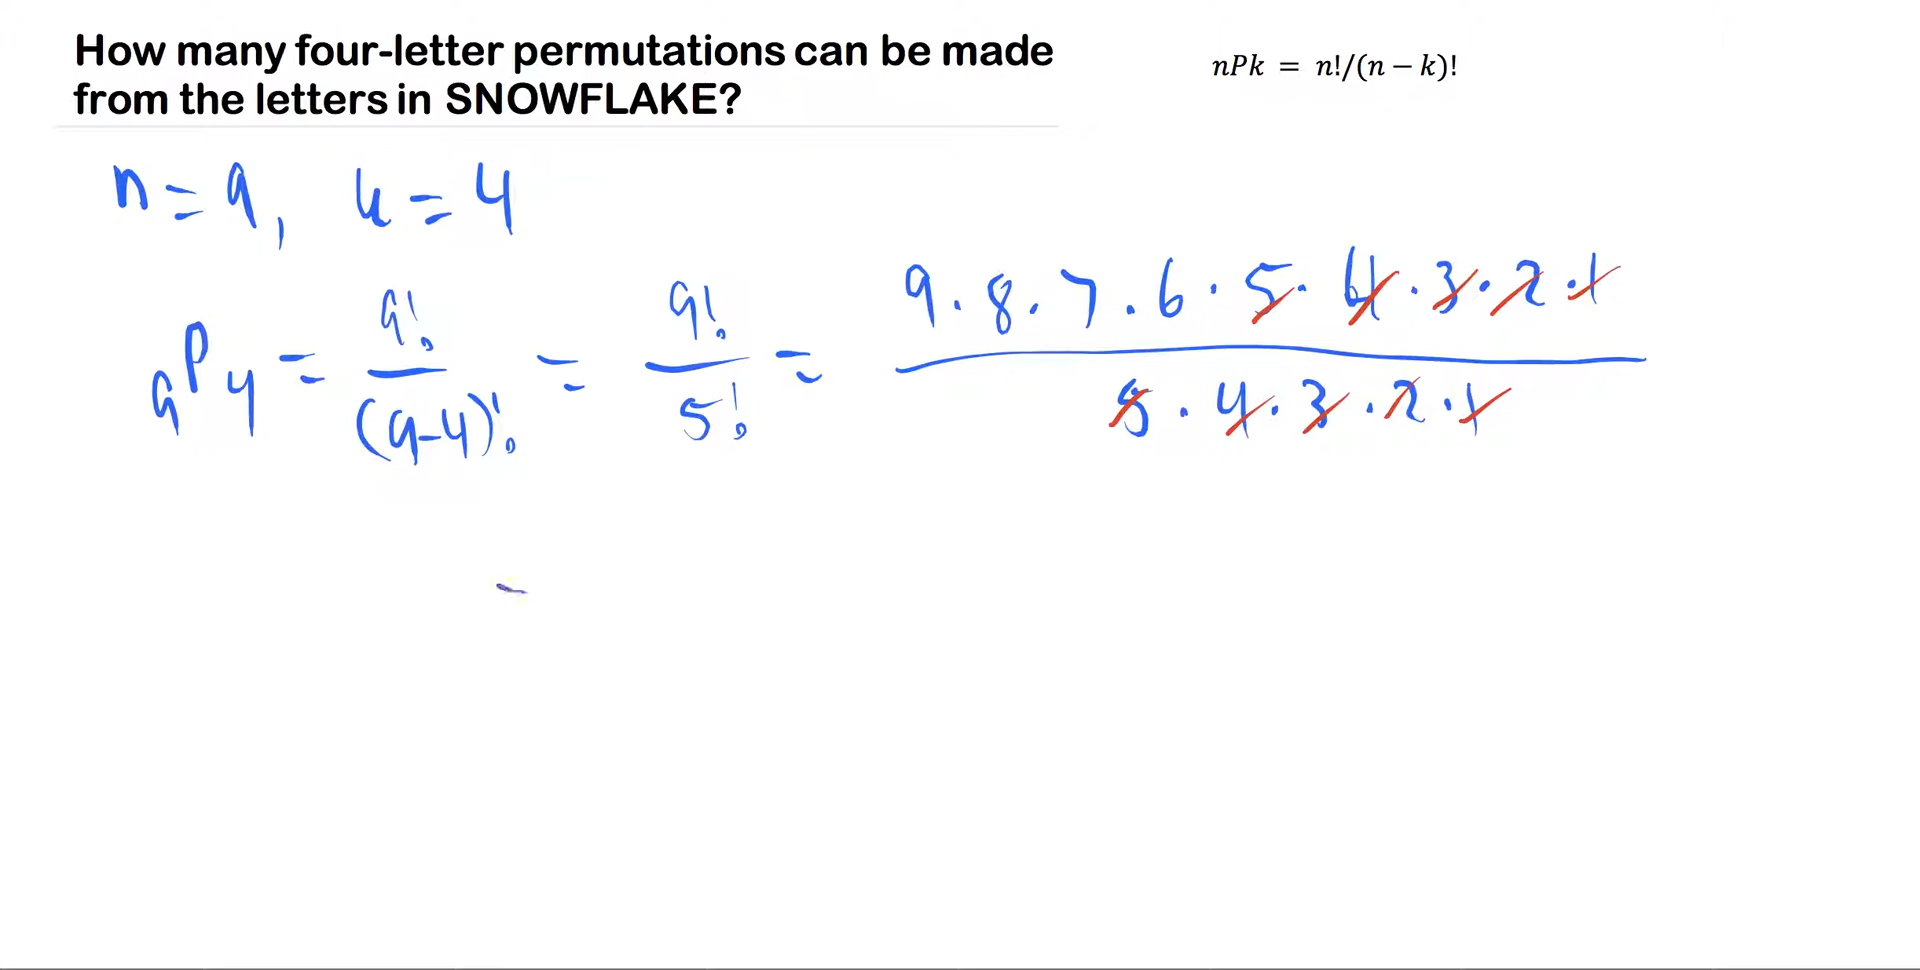 How many four-letter permutations can be made
from the letters in SNOWFLAKE?
nPk = n!/(n − k)!
n = 9, k = 4
9P4 = 9!/(9-4)! = 9!/5! = 9·8·7·6·5·4·3·2·1 / 5·4·3·2·1